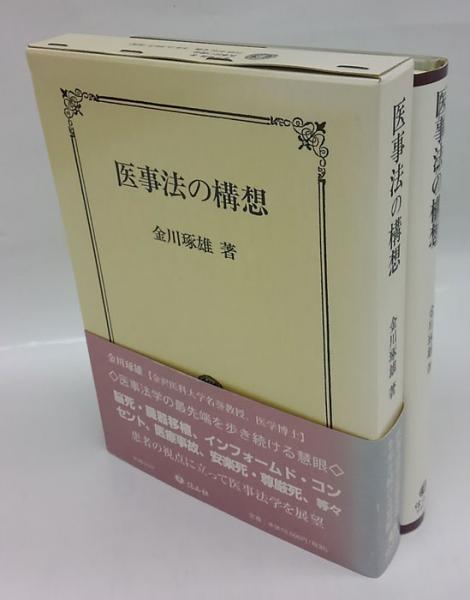 医事法の構想
金川琢雄 著
金川琢雄【金沢医科大学名誉教授、医学博士】
◇医事法学の最先端を歩き続ける慧眼◇
脳死・臓器移植、インフォームド・コン
セント、医療事故、安楽死・尊厳死、等々
患者の視点に立って医事法学を展望
信山社
医事法の構想
金川琢雄 著
医事法の構想
金川琢雄 著